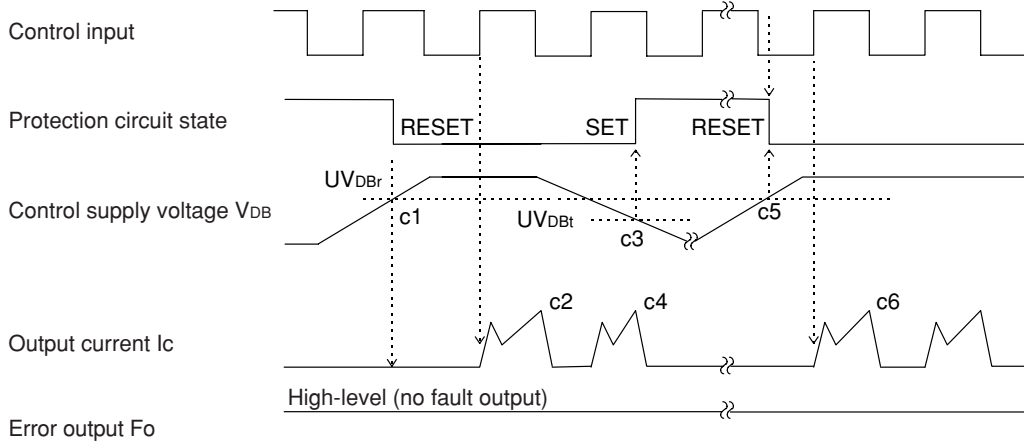 Control input
Protection circuit state
RESET
SET
RESET
UVDBr
Control supply voltage VDB
c1
UVDBt
c3
c5
c2
c4
c6
Output current Ic
High-level (no fault output)
Error output Fo